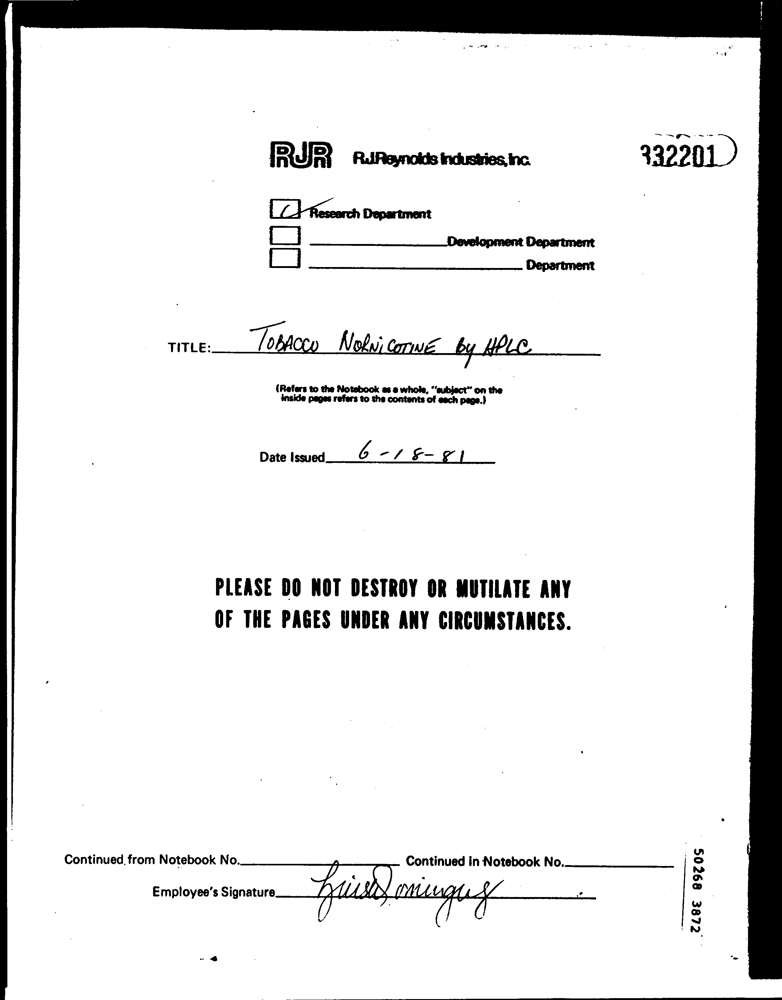 RJR RJReynolds Industries, Inc. 332201
Research Department
Development Department
Department
TITLE: TOBACCO NORNICOTINE By HPLC
(Refers to the Notebook as a whole, "subject" on the
inside pages refers to the contents of each page.)
Date Issued 6-18-81
PLEASE DO NOT DESTROY OR MUTILATE ANY
OF THE PAGES UNDER ANY CIRCUMSTANCES.
Continued from Notebook No. Continued in Notebook No.
Employee's Signature
50268 3872